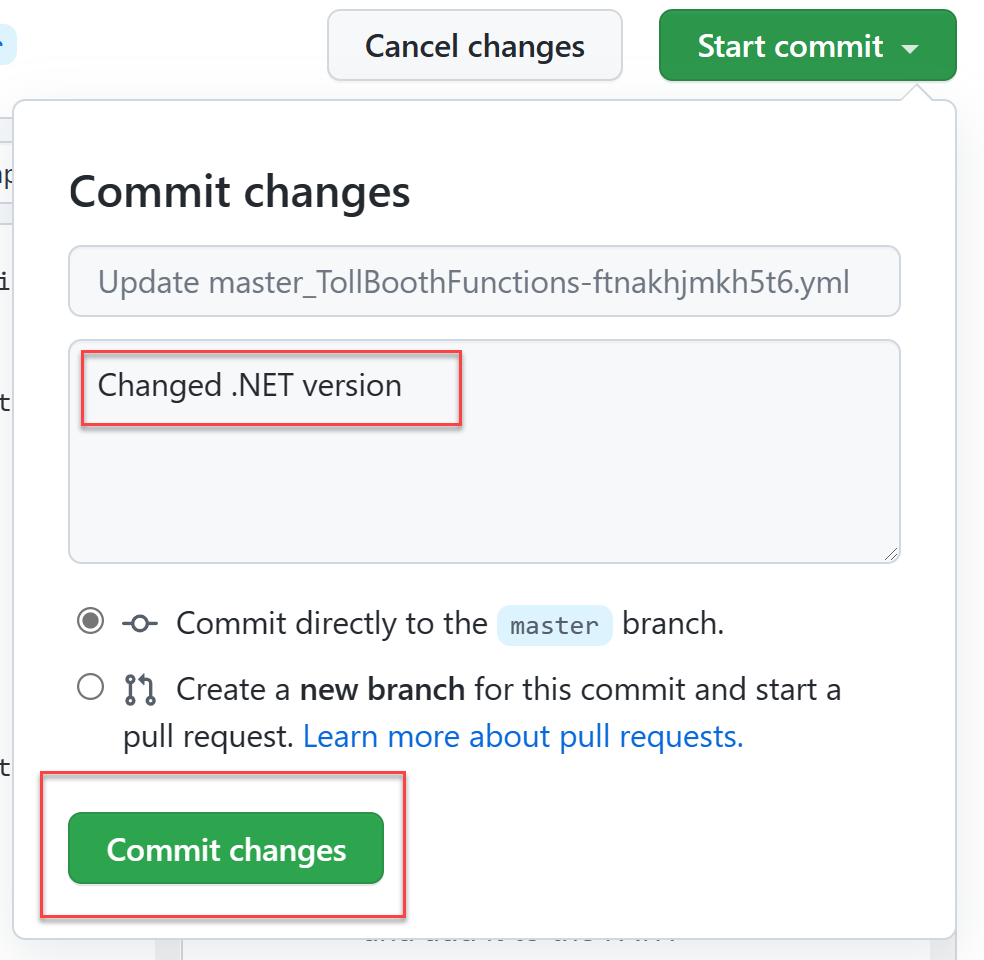 Cancel changes
Start commit
Commit changes
Update master_TollBoothFunctions-ftnakhjmkh5t6.yml
Changed .NET version
Commit directly to the master branch.
Create a new branch for this commit and start a
pull request. Learn more about pull requests.
Commit changes